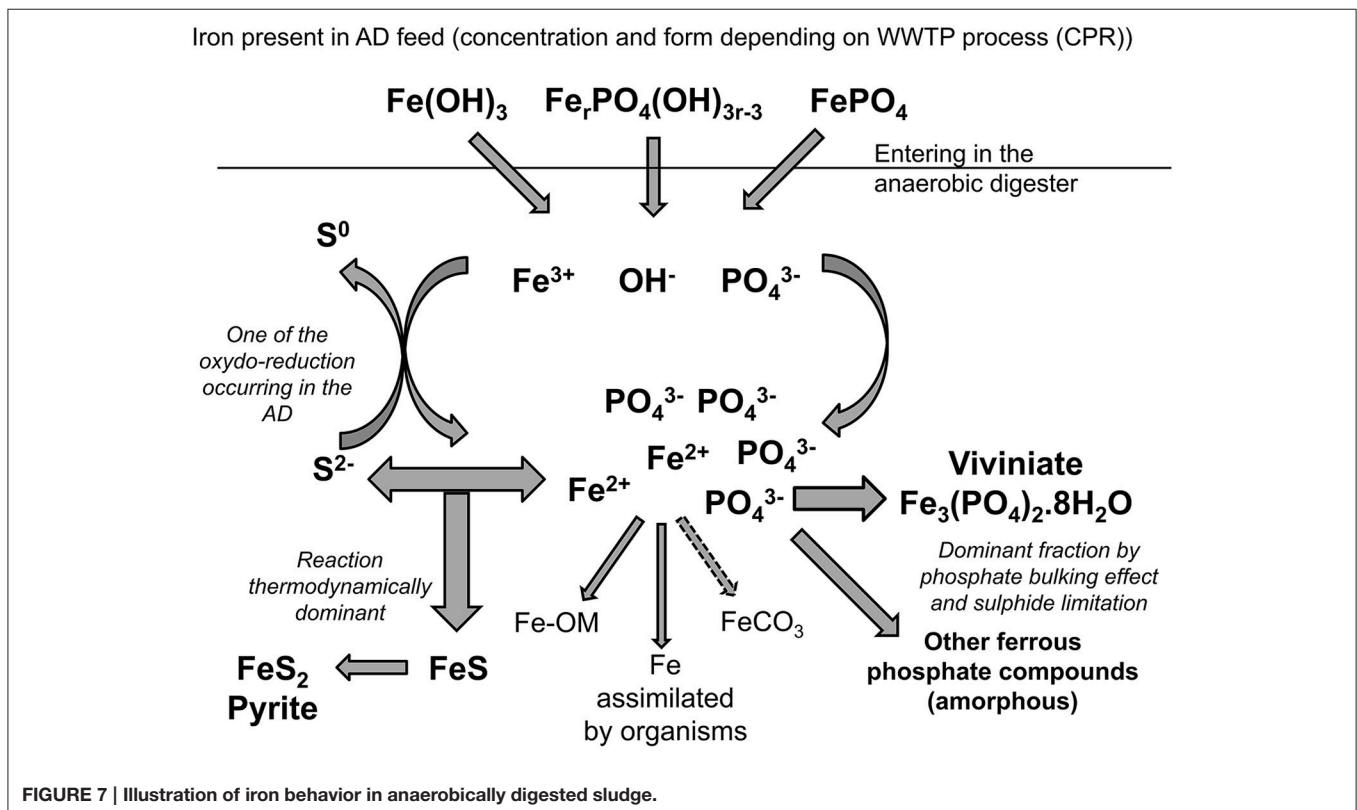 Iron present in AD feed (concentration and form depending on WWTP process (CPR))
Fe(OH)₃ FeᵣPO₄(OH)₃ᵣ₋₃ FePO₄
Entering in the
anaerobic digester
S⁰
Fe³⁺ OH⁻ PO₄³⁻
One of the
oxydo-reduction
occurring in the
AD
PO₄³⁻ PO₄³⁻
Fe²⁺ PO₄³⁻
S²⁻
Fe²⁺ PO₄³⁻
Viviniate
Fe₃(PO₄)₂.8H₂O
Reaction
thermodynamically
dominant
Dominant fraction by
phosphate bulking effect
and sulphide limitation
Fe-OM
FeCO₃
Fe
assimilated
by organisms
Other ferrous
phosphate compounds
(amorphous)
FeS₂
Pyrite
FeS
FIGURE 7 | Illustration of iron behavior in anaerobically digested sludge.